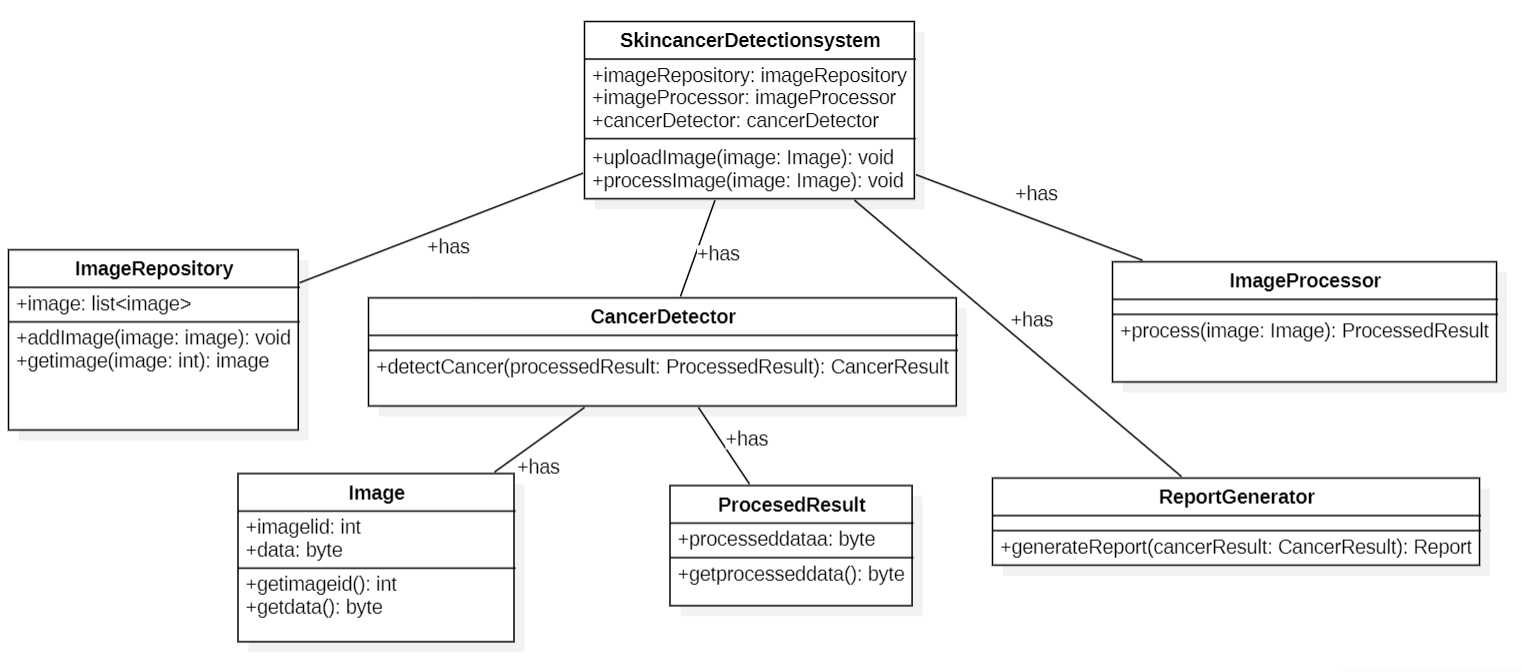 SkincancerDetectionsystem
+imageRepository: imageRepository
+imageProcessor: imageProcessor
+cancerDetector: cancerDetector
+uploadImage(image: Image): void
+processImage(image: Image): void
+has
+has
+has
+has
ImageRepository
+image: list<image>
+addImage(image: image): void
+getimage(image: int): image
CancerDetector
+detectCancer(processedResult: ProcessedResult): CancerResult
ImageProcessor
+process(image: Image): ProcessedResult
+has
+has
Image
+imagelid: int
+data: byte
+getimageid(): int
+getdata(): byte
ProcesedResult
+processeddataa: byte
+getprocesseddata(): byte
ReportGenerator
+generateReport(cancerResult: CancerResult): Report